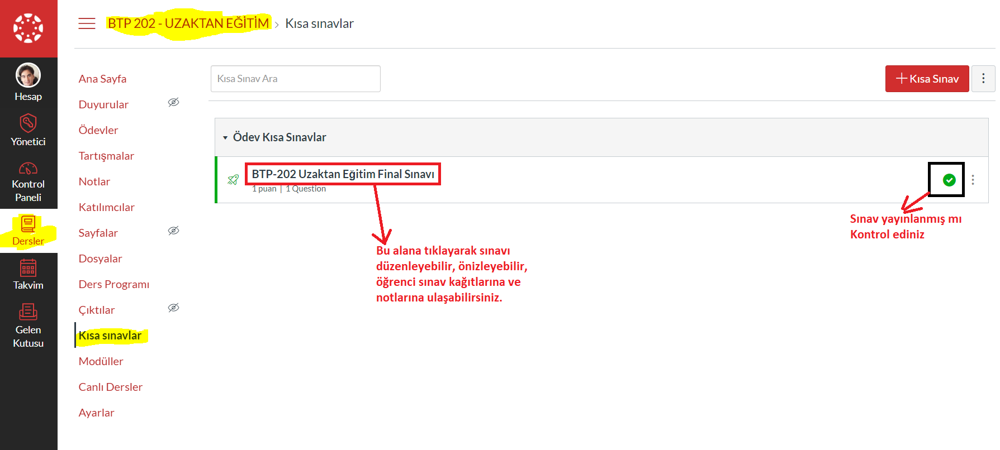 BTP 202 - UZAKTAN EĞİTİM › Kısa sınavlar
Hesap
Yönetici
Kontrol
Paneli
Dersler
Takvim
Gelen
Kutusu
Ana Sayfa
Duyurular
Ödevler
Tartışmalar
Notlar
Katılımcılar
Sayfalar
Dosyalar
Ders Programı
Çıktılar
Kısa sınavlar
Modüller
Canlı Dersler
Ayarlar
Kısa Sınav Ara
+ Kısa Sınav
Ödev Kısa Sınavlar
BTP-202 Uzaktan Eğitim Final Sınavı
1 puan | 1 Question
Bu alana tıklayarak sınavı
düzenleyebilir, önizleyebilir,
öğrenci sınav kağıtlarına ve
notlarına ulaşabilirsiniz.
Sınav yayınlanmış mı
Kontrol ediniz